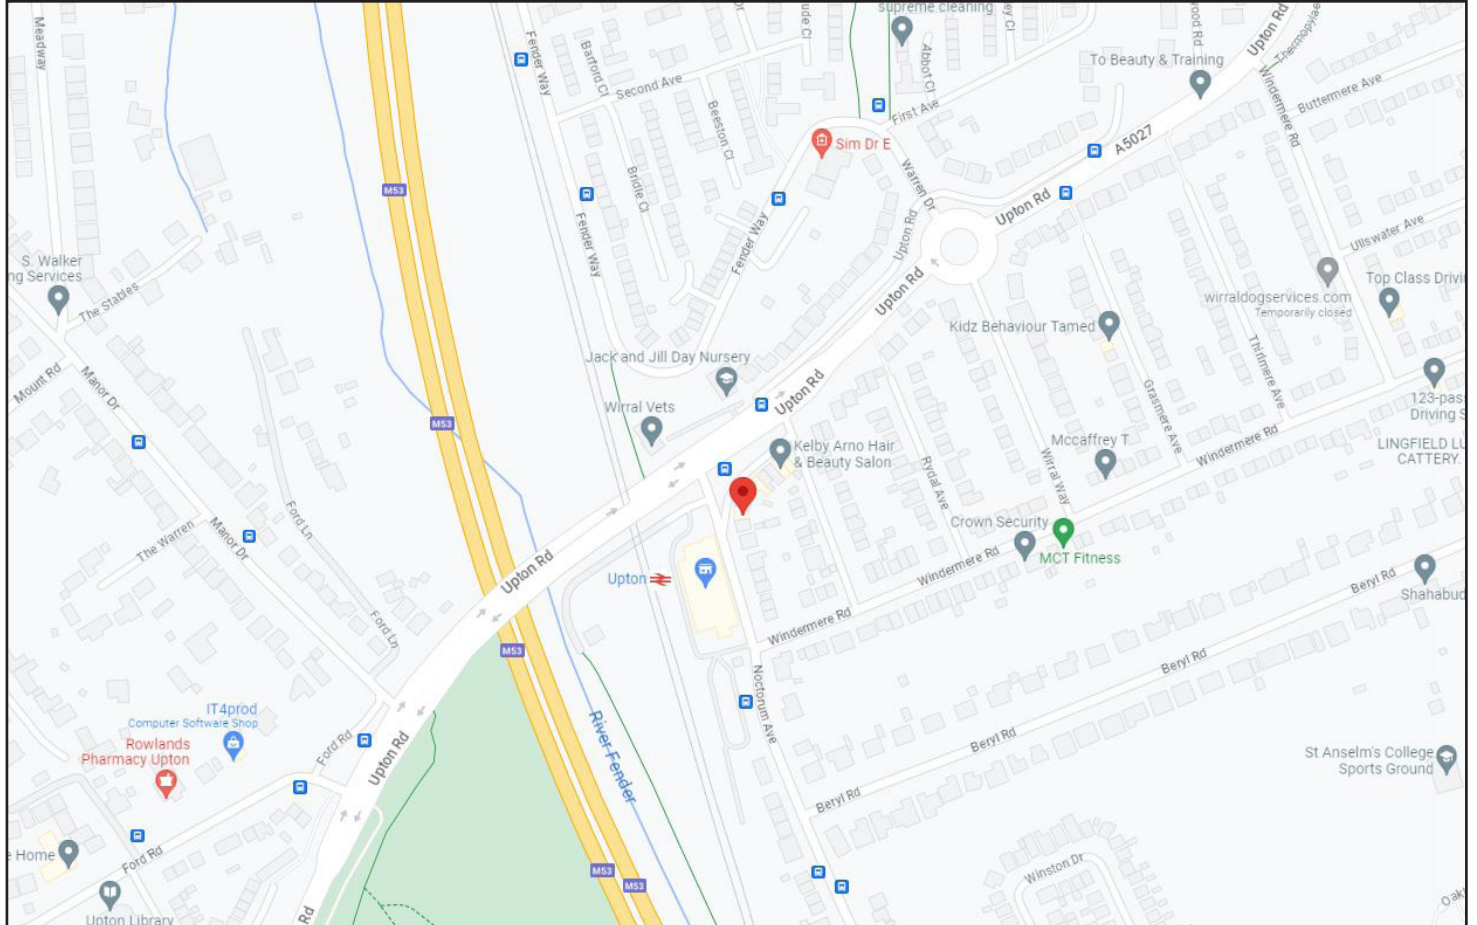 Meadway
Fender Way
Barford Cl
Second Ave
Beeston Cl
Bridle Cl
supreme cleaning
Abbot Cl
First Ave
To Beauty & Training
Upton Rd
Thermopylae
Windermere Rd
Buttermere Ave
A5027
Sim Dr E
Warren Dr
M53
Fender Way
Fender Way
Upton Rd
Upton Rd
Upton Rd
Ullswater Ave
S. Walker
ng Services
The Stables
wirraldogservices.com
Temporarily closed
Top Class Drivi
Kidz Behaviour Tamed
Thirlmere Ave
Mount Rd
Manor Dr
Jack and Jill Day Nursery
Upton Rd
Wirral Vets
Grasmere Ave
123-pas
Driving S
M53
Kelby Arno Hair
& Beauty Salon
Mccaffrey T
Windermere Rd
LINGFIELD LU
CATTERY.
Rydal Ave
Wirral Way
Ford Ln
The Warren
Manor Dr
Crown Security
MCT Fitness
Windermere Rd
Upton Rd
Upton
Beryl Rd
Shahabud
Ford Ln
Windermere Rd
M53
Beryl Rd
Noctorum Ave
IT4prod
Computer Software Shop
Rowlands
Pharmacy Upton
Ford Rd
Upton Rd
River Fender
Beryl Rd
St Anselm's College
Sports Ground
Beryl Rd
e Home
Ford Rd
M53
M53
Winston Dr
Upton Library
Rd
Oak